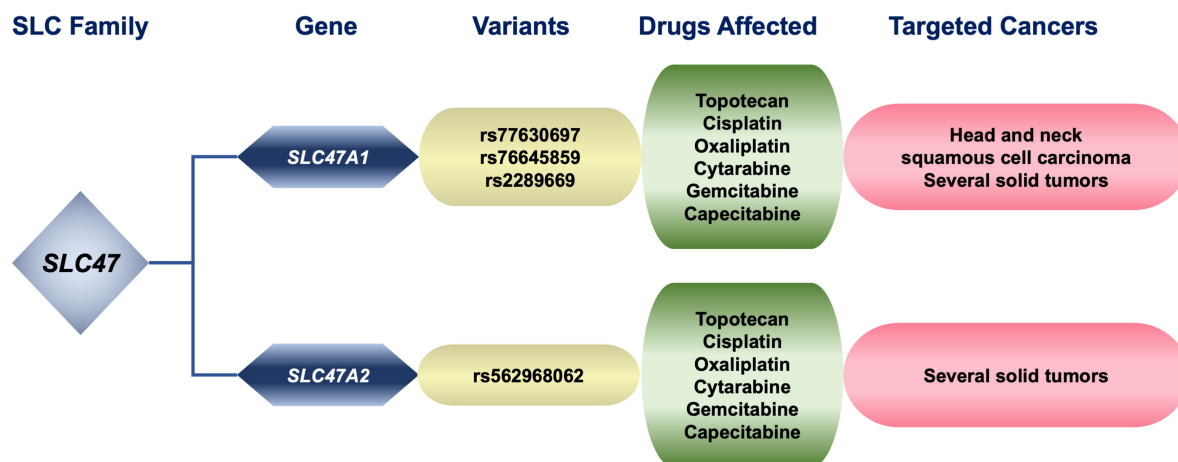 SLC Family Gene Variants Drugs Affected Targeted Cancers
SLC47
SLC47A1
rs77630697
rs76645859
rs2289669
Topotecan
Cisplatin
Oxaliplatin
Cytarabine
Gemcitabine
Capecitabine
Head and neck
squamous cell carcinoma
Several solid tumors
SLC47A2
rs562968062
Topotecan
Cisplatin
Oxaliplatin
Cytarabine
Gemcitabine
Capecitabine
Several solid tumors